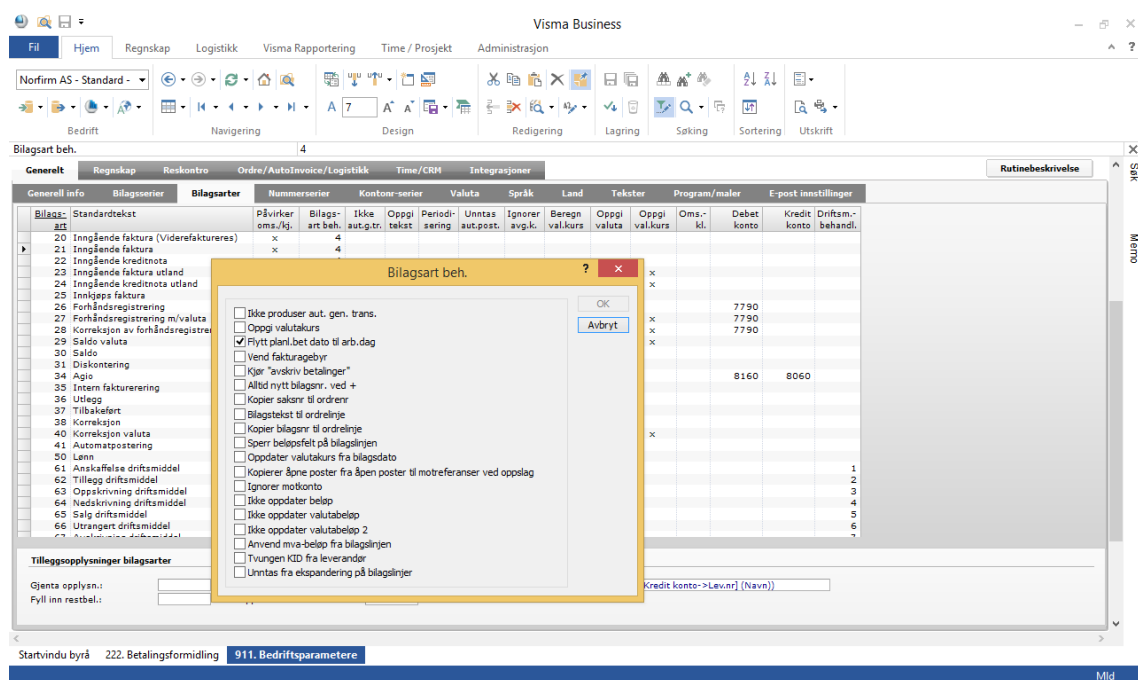 Visma Business
Fil Hjem Regnskap Logistikk Visma Rapportering Time / Prosjekt Administrasjon ?
Norfirm AS - Standard -
A 7 A A
Bedrift Navigering Design Redigering Lagring Søking Sortering Utskrift
Bilagsart beh. 4
Generelt Regnskap Reskontro Ordre/AutoInvoice/Logistikk Time/CRM Integrasjoner Rutinebeskrivelse
Søk
Memo
Generell info Bilagsserier Bilagsarter Nummerserier Kontonr-serier Valuta Språk Land Tekster Program/maler E-post innstillinger
Bilags- Standardtekst Påvirker Bilags- Ikke Oppgi Periodi- Unntas Ignorer Beregn Oppgi Oppgi Oms.- Debet Kredit Driftsm.-
art oms./kj. art beh. aut.g.tr. tekst sering aut.post. avg.k. val.kurs valuta val.kurs kl. konto konto behandl.
20 Inngående faktura (Viderefaktureres) x 4
21 Inngående faktura x 4
22 Inngående kreditnota
23 Inngående faktura utland x
24 Inngående kreditnota utland x
25 Innkjøps faktura
26 Forhåndsregistrering 7790
27 Forhåndsregistrering m/valuta x 7790
28 Korreksjon av forhåndsregistrer x 7790
29 Saldo valuta x
30 Saldo
31 Diskontering
34 Agio 8160 8060
35 Intern fakturerering
36 Utlegg
37 Tilbakeført
38 Korreksjon
40 Korreksjon valuta x
41 Automatpostering
50 Lønn
61 Anskaffelse driftsmiddel 1
62 Tillegg driftsmiddel 2
63 Oppskrivning driftsmiddel 3
64 Nedskrivning driftsmiddel 4
65 Salg driftsmiddel 5
66 Utrangert driftsmiddel 6
Bilagsart beh. ?
OK
Avbryt
Ikke produser aut. gen. trans.
Oppgi valutakurs
Flytt planl.bet dato til arb.dag
Vend fakturagebyr
Kjør "avskriv betalinger"
Alltid nytt bilagsnr. ved +
Kopier saksnr til ordrenr
Bilagstekst til ordrelinje
Kopier bilagsnr til ordrelinje
Sperr beløpsfelt på bilagslinjen
Oppdater valutakurs fra bilagsdato
Kopierer åpne poster fra åpen poster til motreferanser ved oppslag
Ignorer motkonto
Ikke oppdater beløp
Ikke oppdater valutabeløp
Ikke oppdater valutabeløp 2
Anvend mva-beløp fra bilagslinjen
Tvungen KID fra leverandør
Unntas fra ekspandering på bilagslinjer
Tilleggsopplysninger bilagsarter
Gjenta opplysn.: Kredit konto->Lev.nr] (Navn))
Fyll inn restbel.:
Startvindu byrå 222. Betalingsformidling 911. Bedriftsparametere
Mld